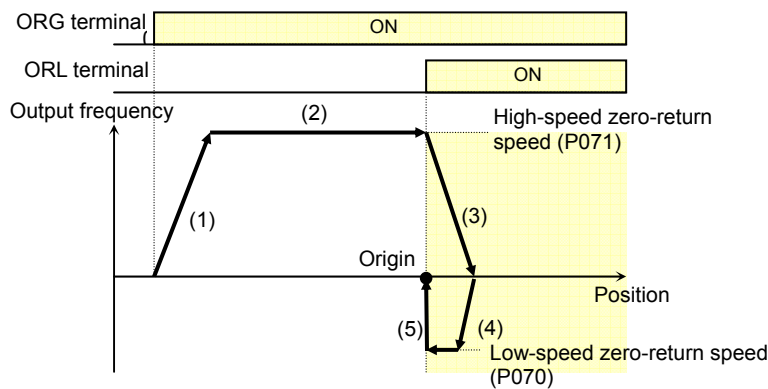 ORG terminal
ON
ORL terminal
ON
Output frequency
(2)
High-speed zero-return
speed (P071)
(1)
(3)
Origin
Position
(5)
(4)
Low-speed zero-return speed
(P070)